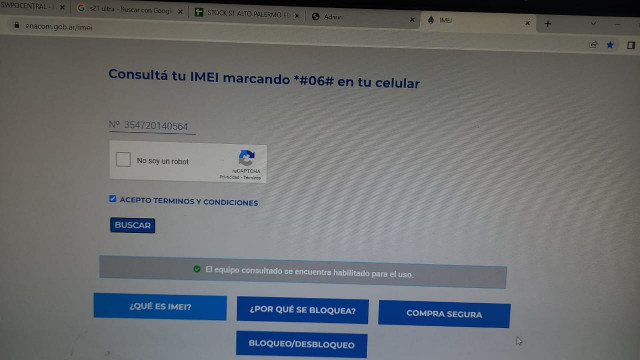 SWPOCENTRAL -
s21 ultra - Buscar con Google
STOCK ST ALTO PALERMO F
Admin
IMEI
enacom.gob.ar/imei
Consultá tu IMEI marcando *#06# en tu celular
Nº 354720140564
No soy un robot
reCAPTCHA
Privacidad - Términos
ACEPTO TERMINOS Y CONDICIONES
BUSCAR
El equipo consultado se encuentra habilitado para el uso.
¿QUÉ ES IMEI?
¿POR QUÉ SE BLOQUEA?
COMPRA SEGURA
BLOQUEO/DESBLOQUEO